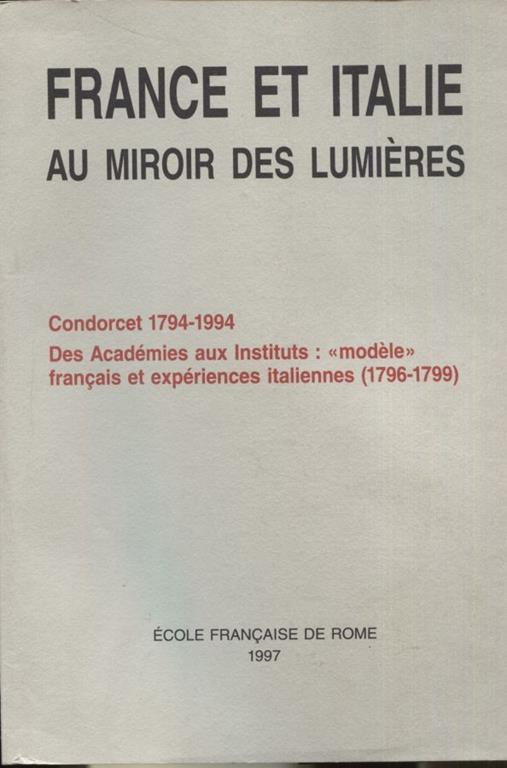 FRANCE ET ITALIE
AU MIROIR DES LUMIÈRES
Condorcet 1794-1994
Des Académies aux Instituts : «modèle»
français et expériences italiennes (1796-1799)
ÉCOLE FRANÇAISE DE ROME
1997